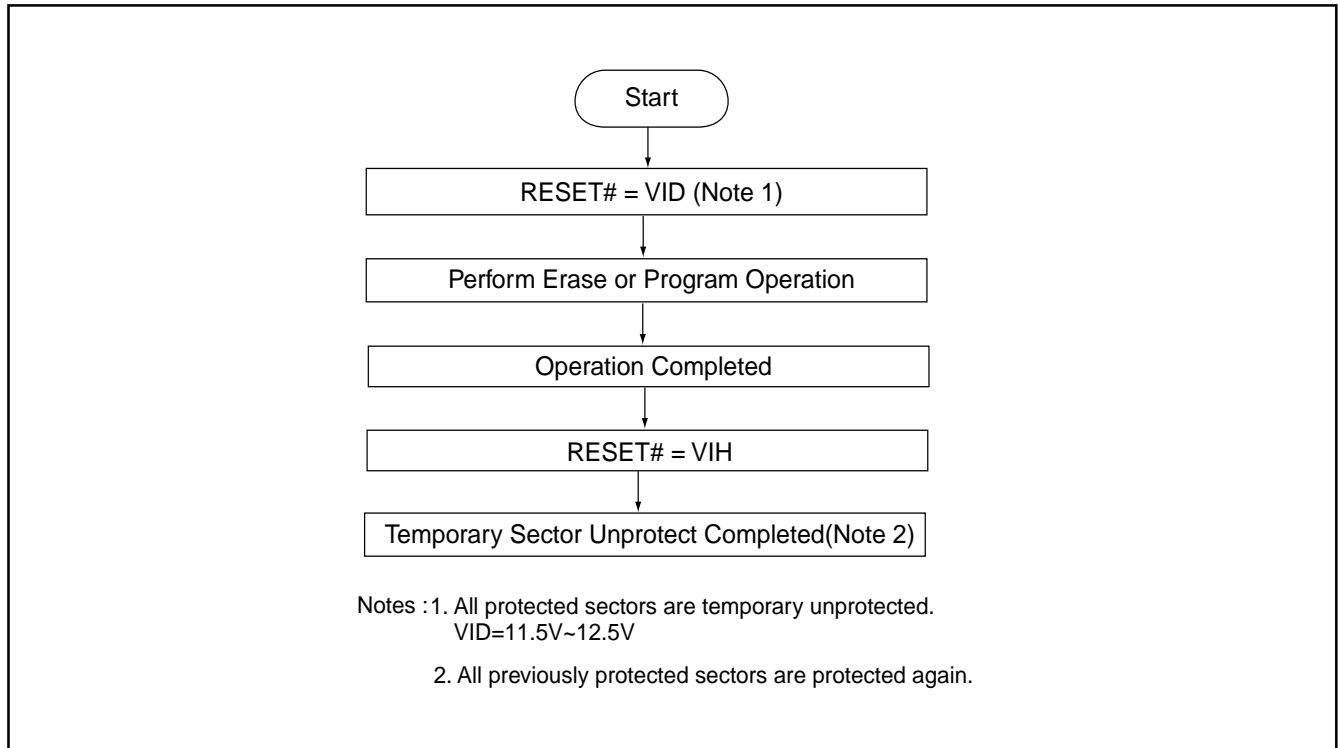 Start
RESET# = VID (Note 1)
Perform Erase or Program Operation
Operation Completed
RESET# = VIH
Temporary Sector Unprotect Completed(Note 2)
Notes : 1. All protected sectors are temporary unprotected.
VID=11.5V~12.5V
2. All previously protected sectors are protected again.